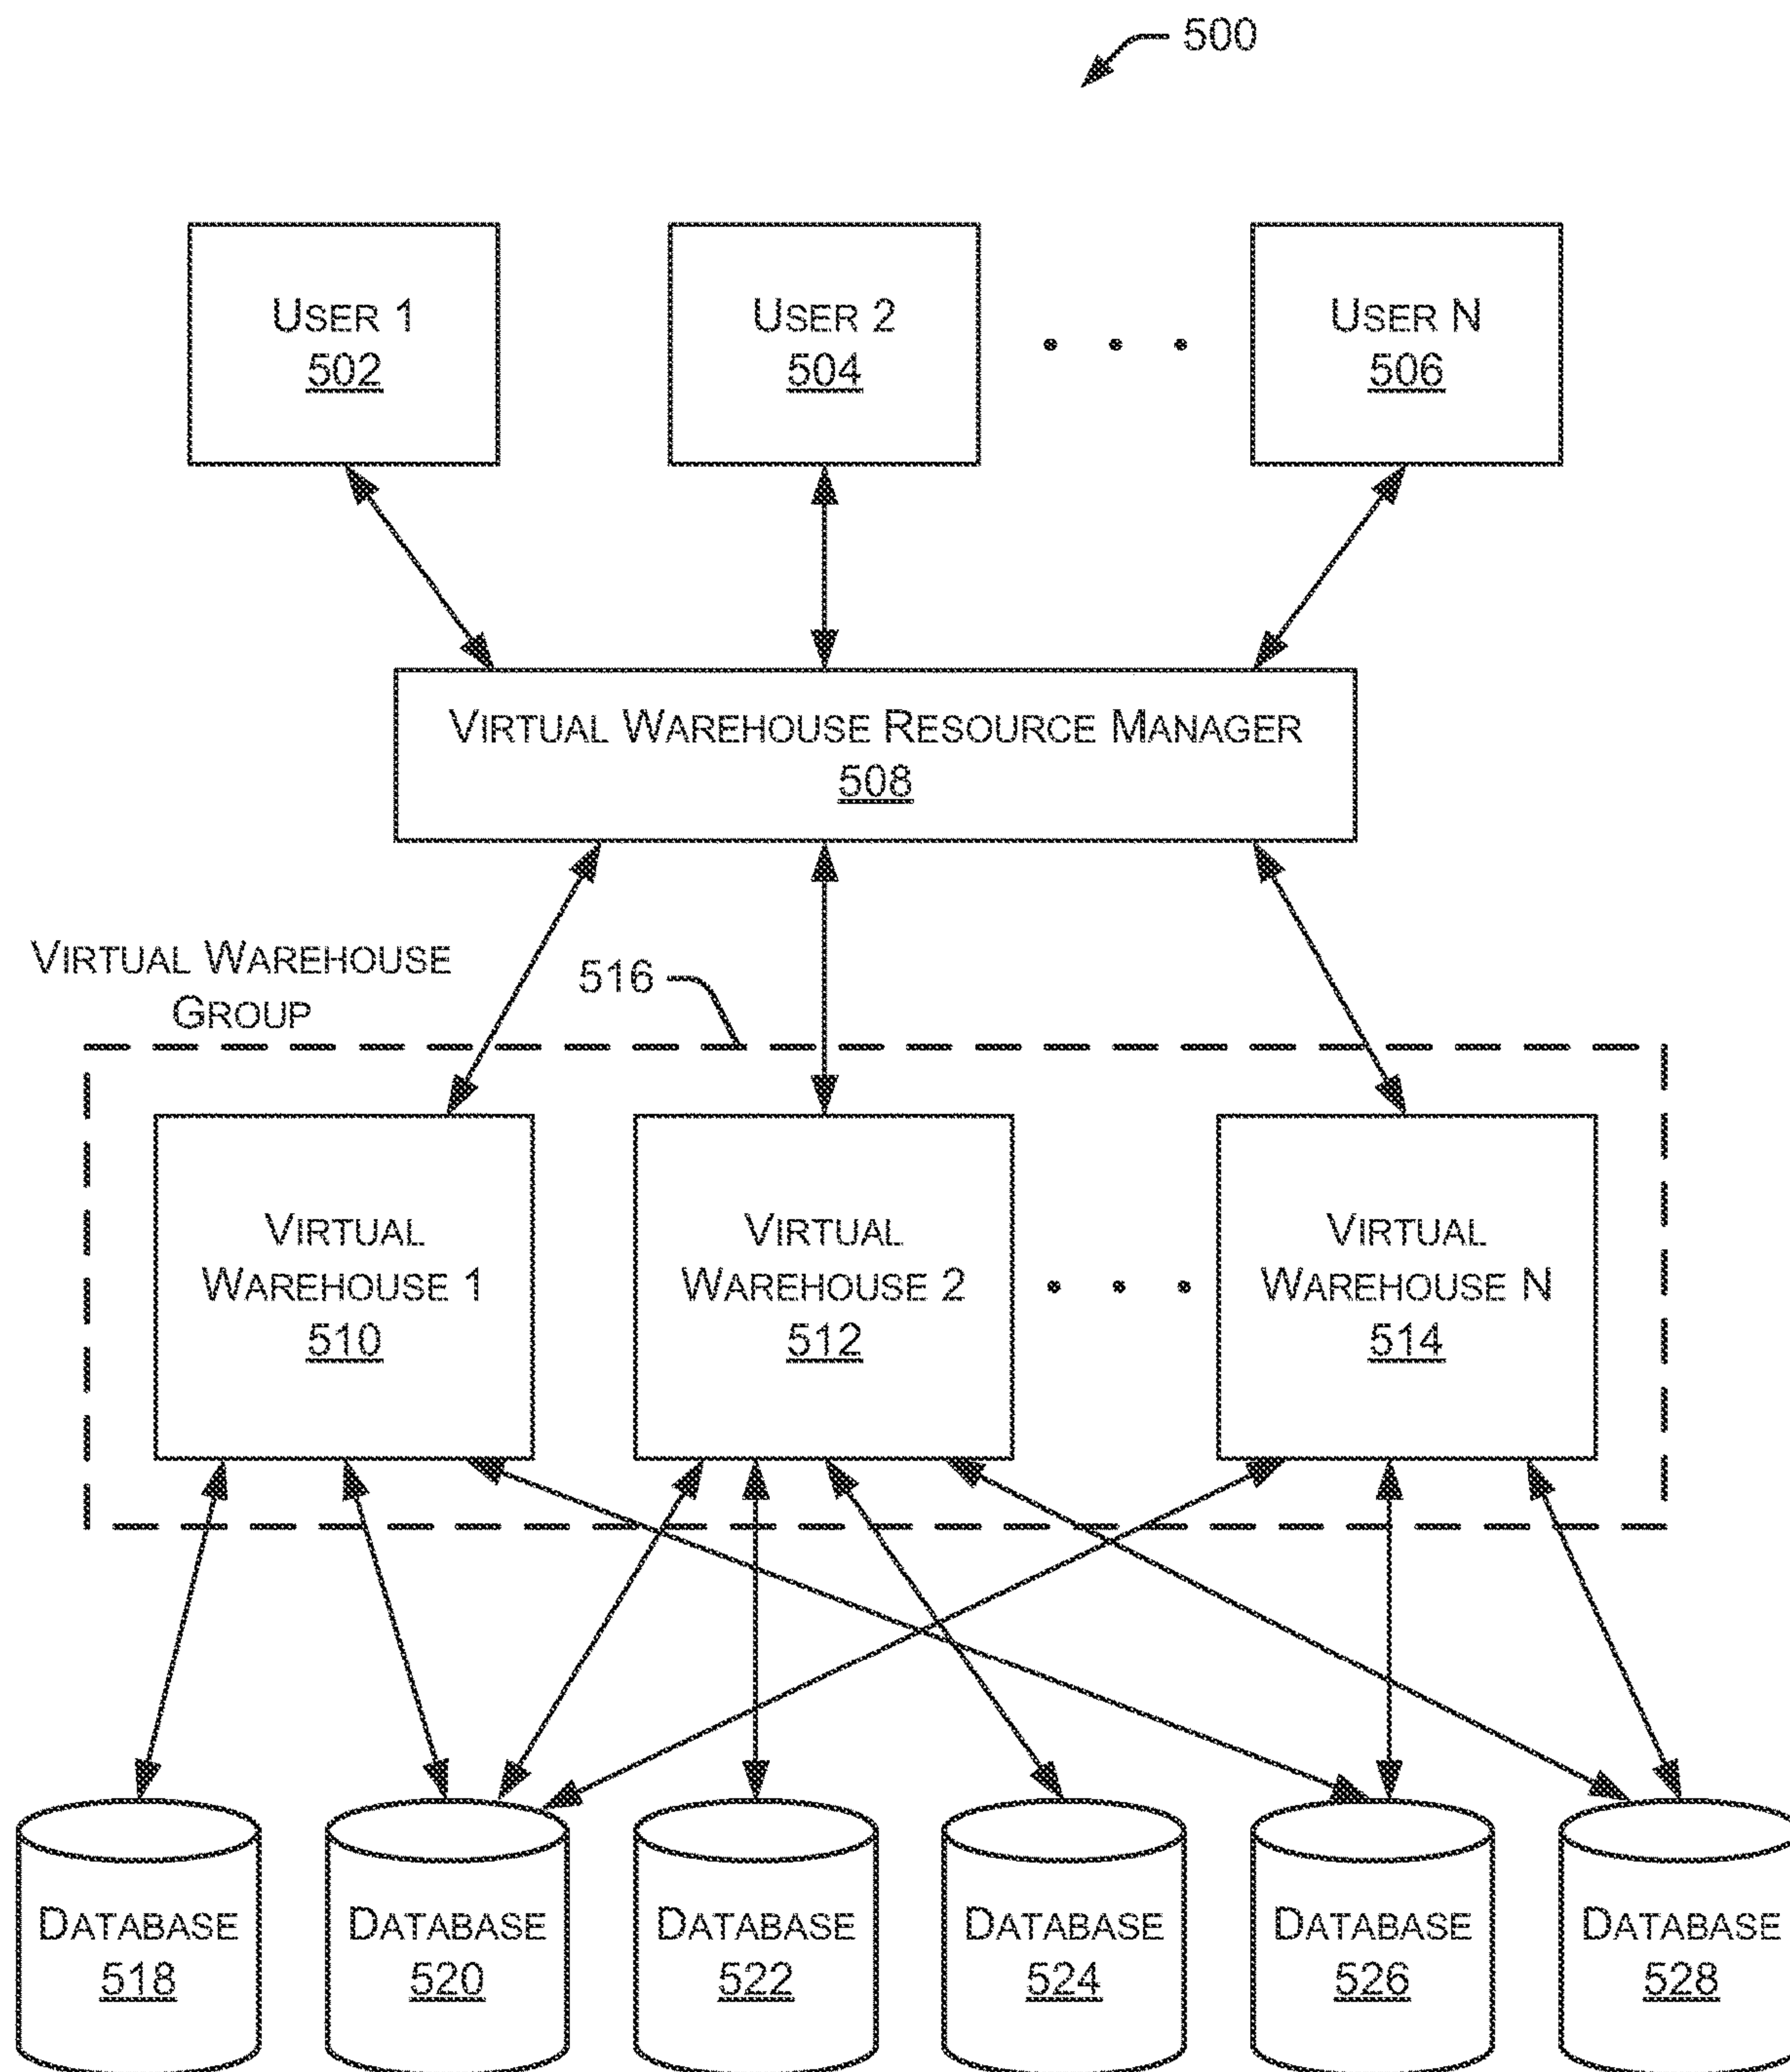 500
USER 1
502
USER 2
504
USER N
506
VIRTUAL WAREHOUSE RESOURCE MANAGER
508
VIRTUAL WAREHOUSE
GROUP
516
VIRTUAL
WAREHOUSE 1
510
VIRTUAL
WAREHOUSE 2
512
VIRTUAL
WAREHOUSE N
514
DATABASE
518
DATABASE
520
DATABASE
522
DATABASE
524
DATABASE
526
DATABASE
528